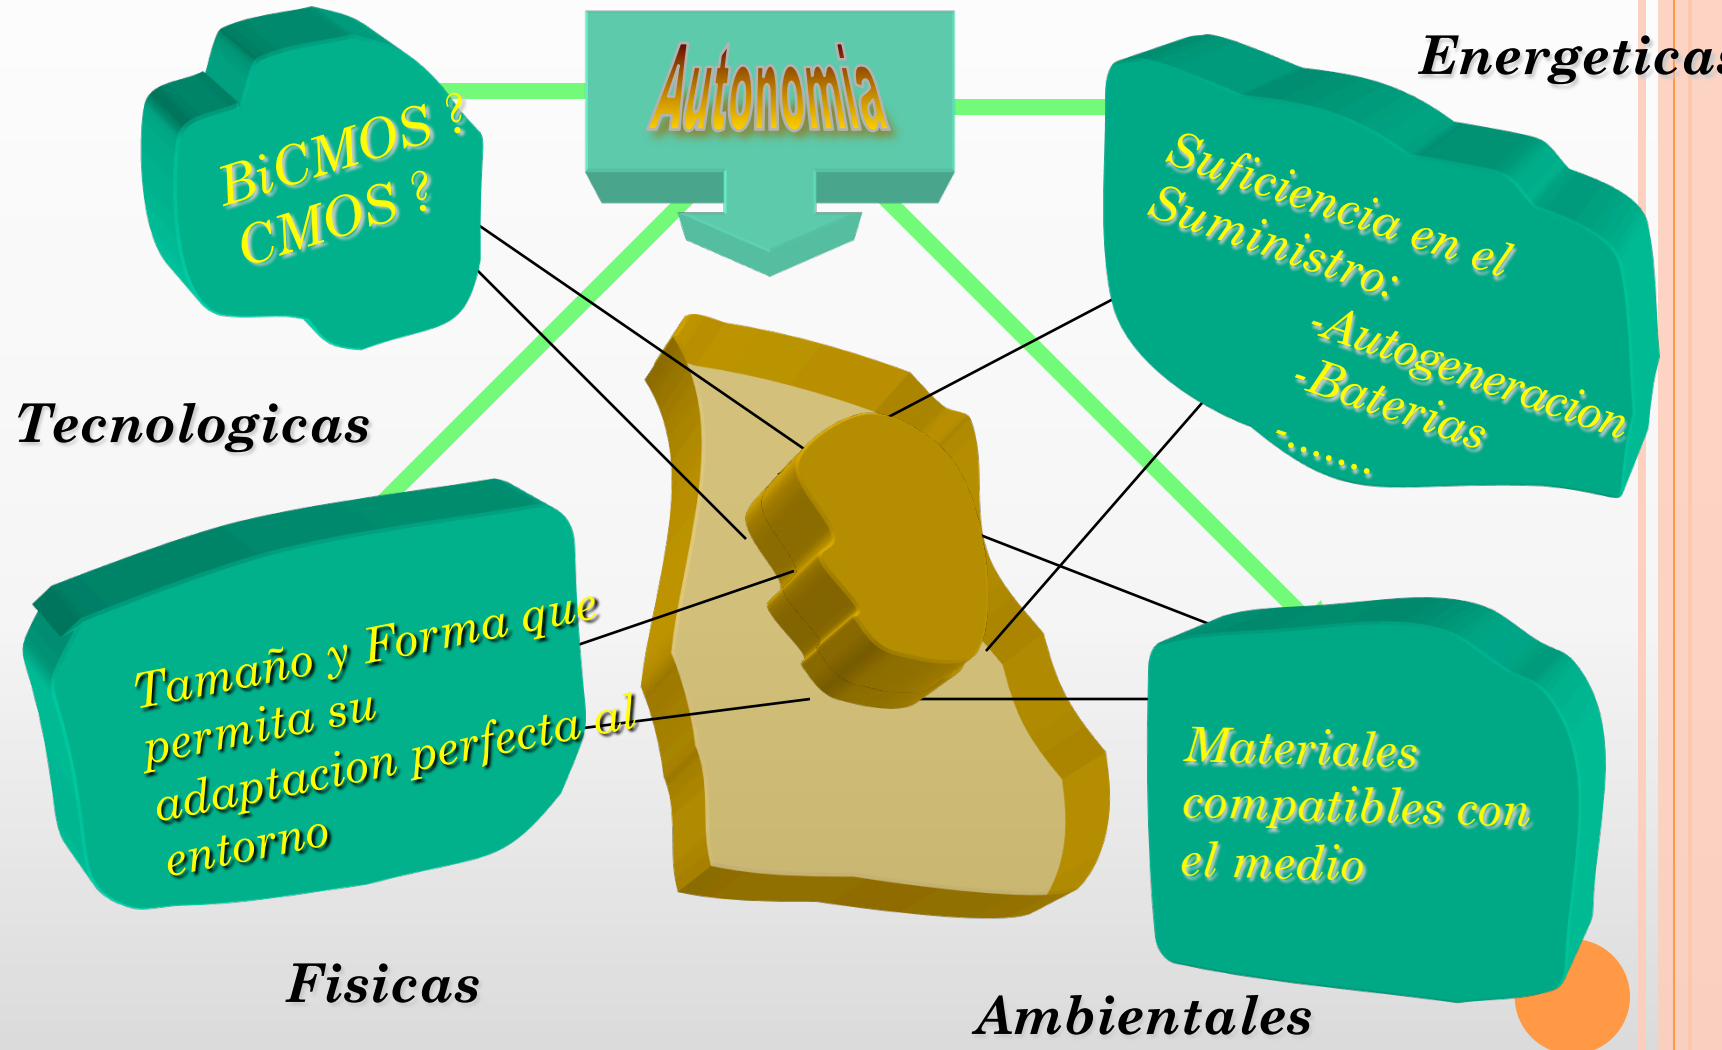 Autonomia
Energeticas
BiCMOS ?
CMOS ?
Suficiencia en el
Suministro:
-Autogeneracion
-Baterias
-.......
Tecnologicas
Tamaño y Forma que
permita su
adaptacion perfecta al
entorno
Materiales
compatibles con
el medio
Fisicas
Ambientales